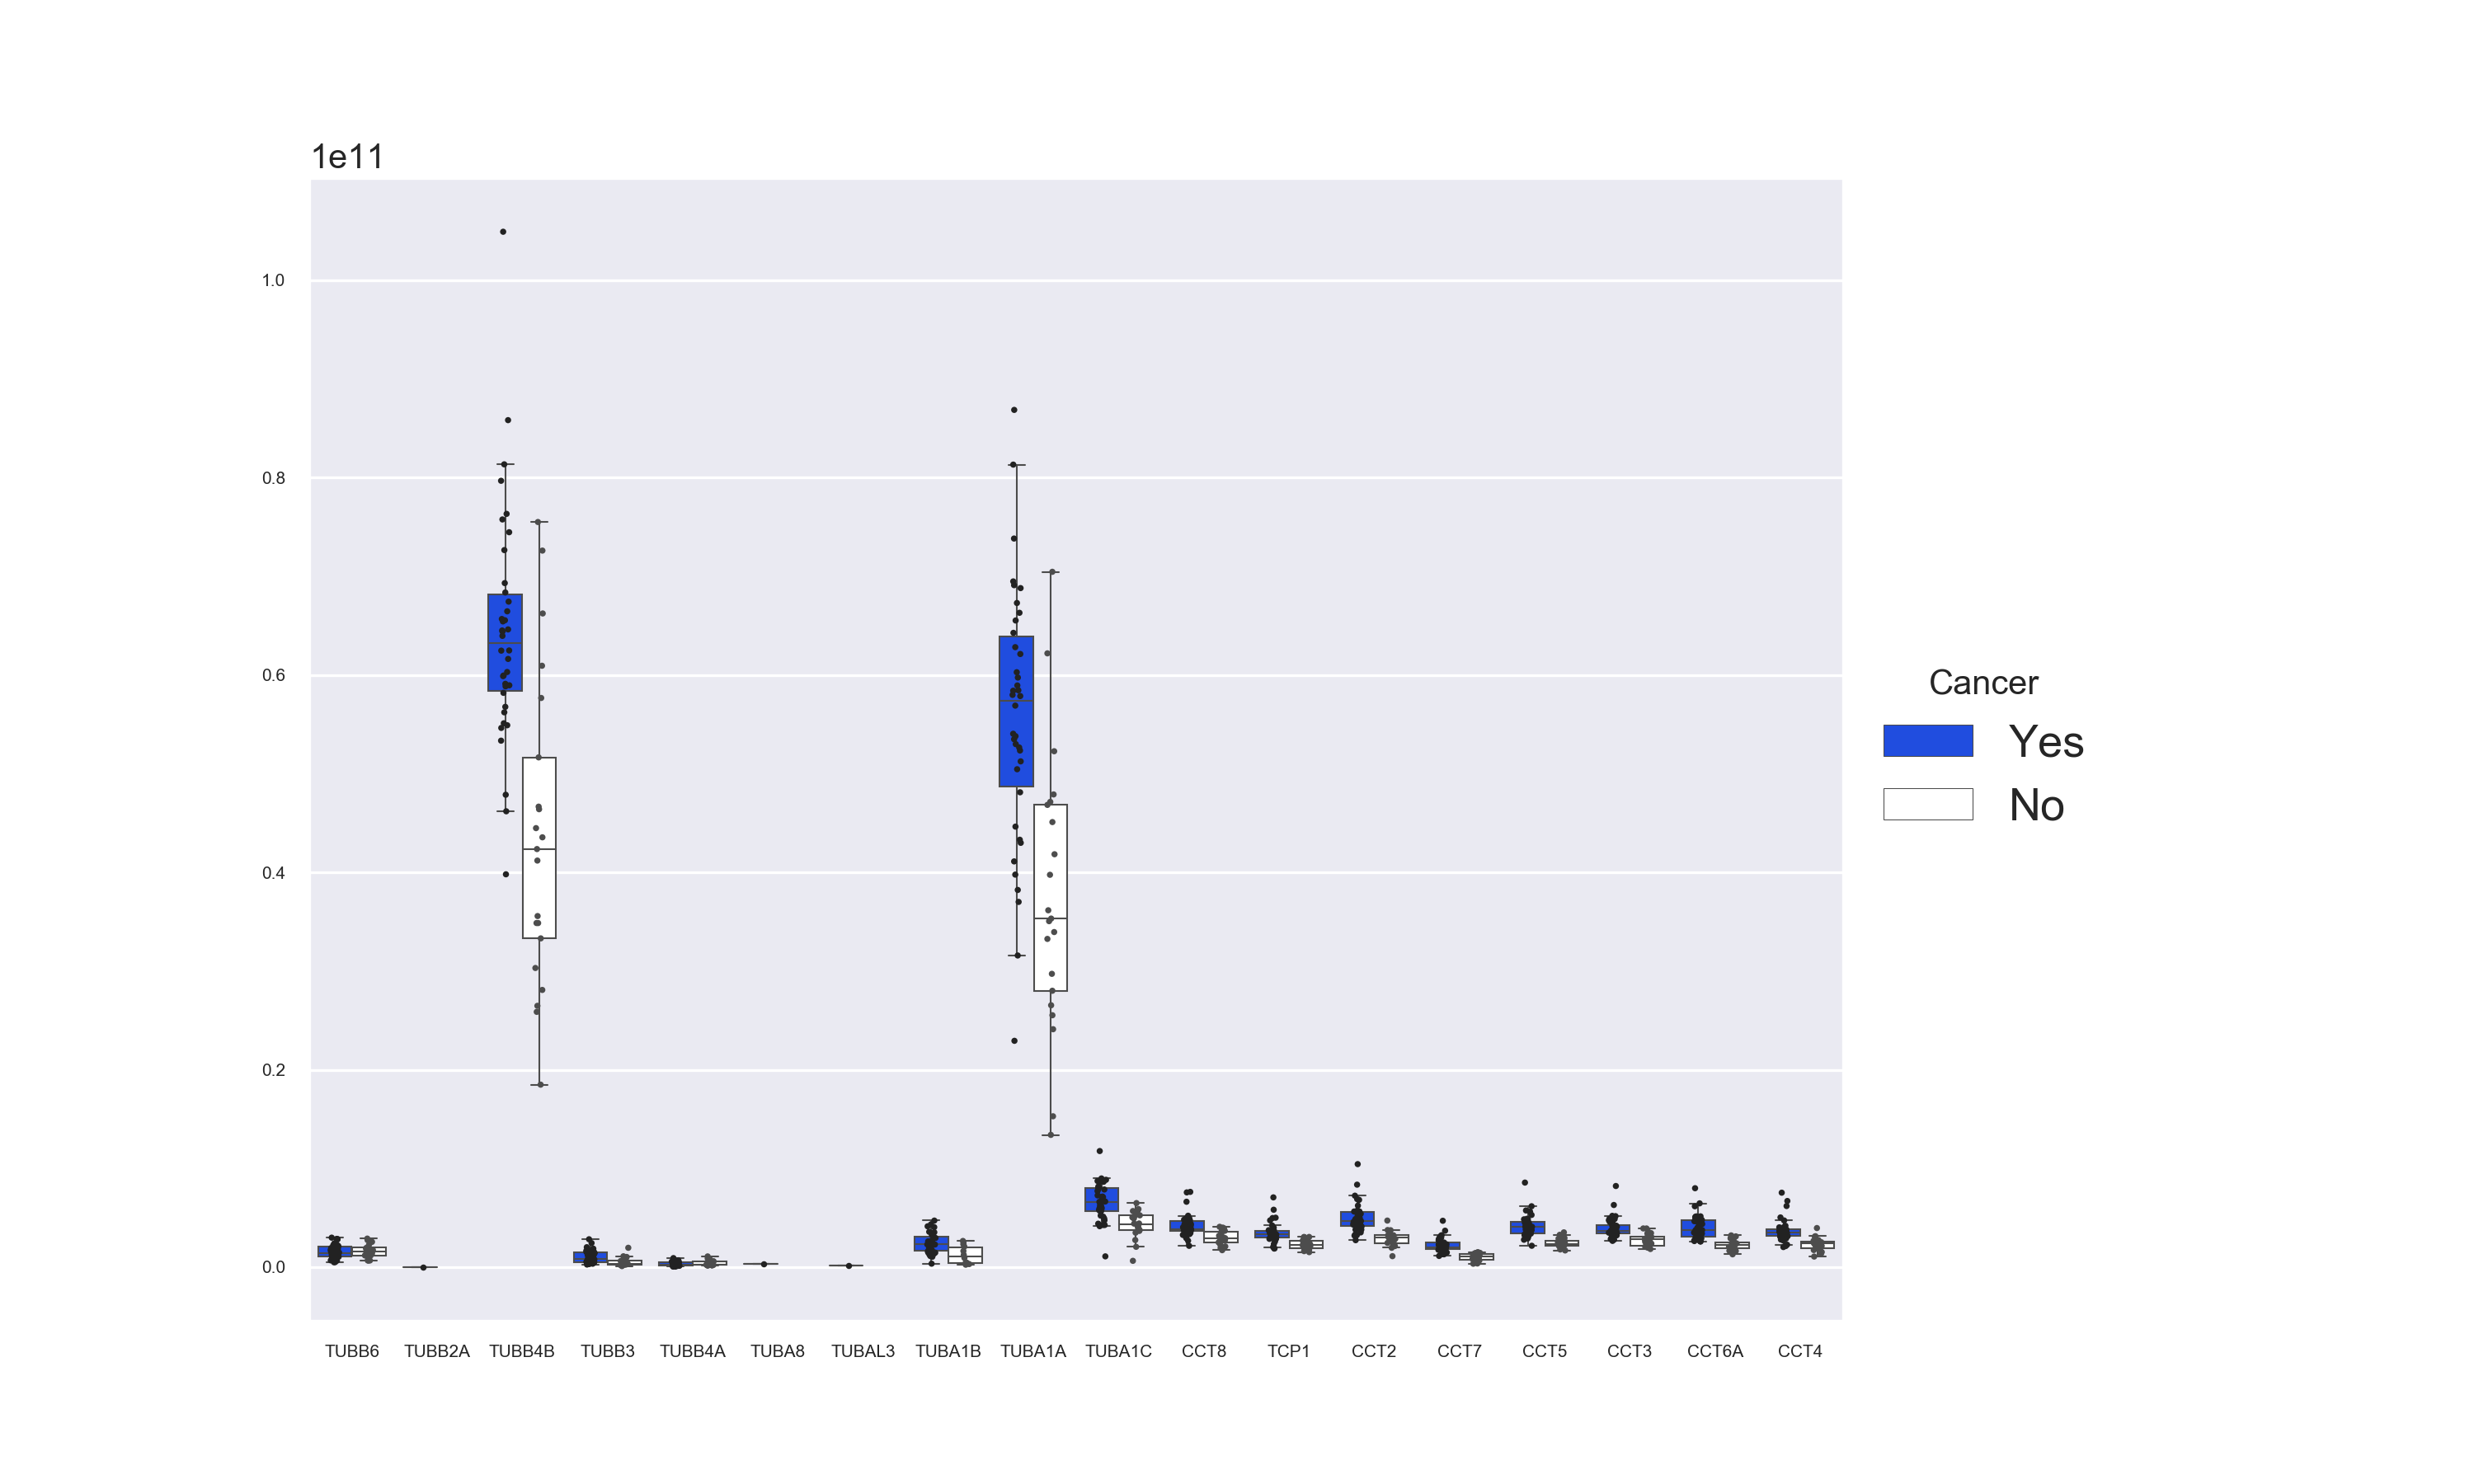 1e11
1.0
0.8
0.6
0.4
0.2
0.0
TUBB6 TUBB2A TUBB4B TUBB3 TUBB4A TUBA8 TUBAL3 TUBA1B TUBA1A TUBA1C CCT8 TCP1 CCT2 CCT7 CCT5 CCT3 CCT6A CCT4
Cancer
Yes
No